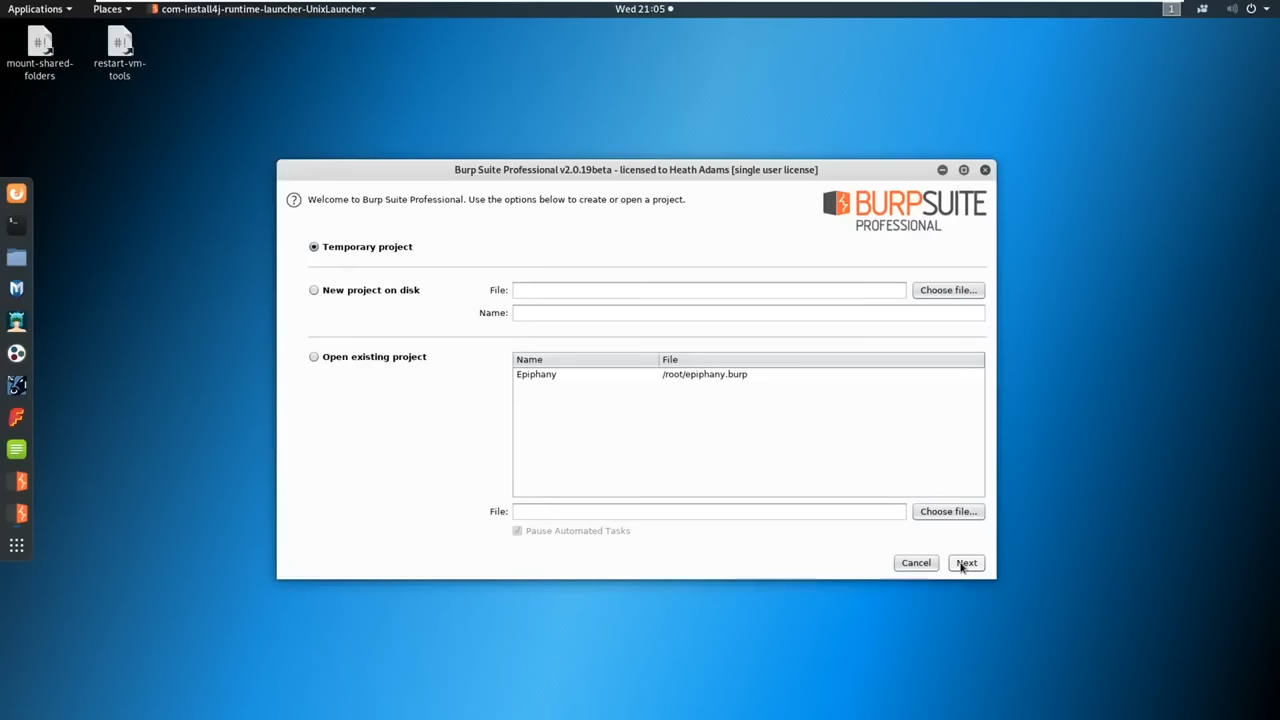 Applications Places com-install4j-runtime-launcher-UnixLauncher Wed 21:05 1
mount-shared-
folders
restart-vm-
tools
Burp Suite Professional v2.0.19beta - licensed to Heath Adams [single user license]
? Welcome to Burp Suite Professional. Use the options below to create or open a project.
BURPSUITE
PROFESSIONAL
Temporary project
New project on disk File: Choose file...
Name:
Open existing project
Name File
Epiphany /root/epiphany.burp
File: Choose file...
Pause Automated Tasks
Cancel Next